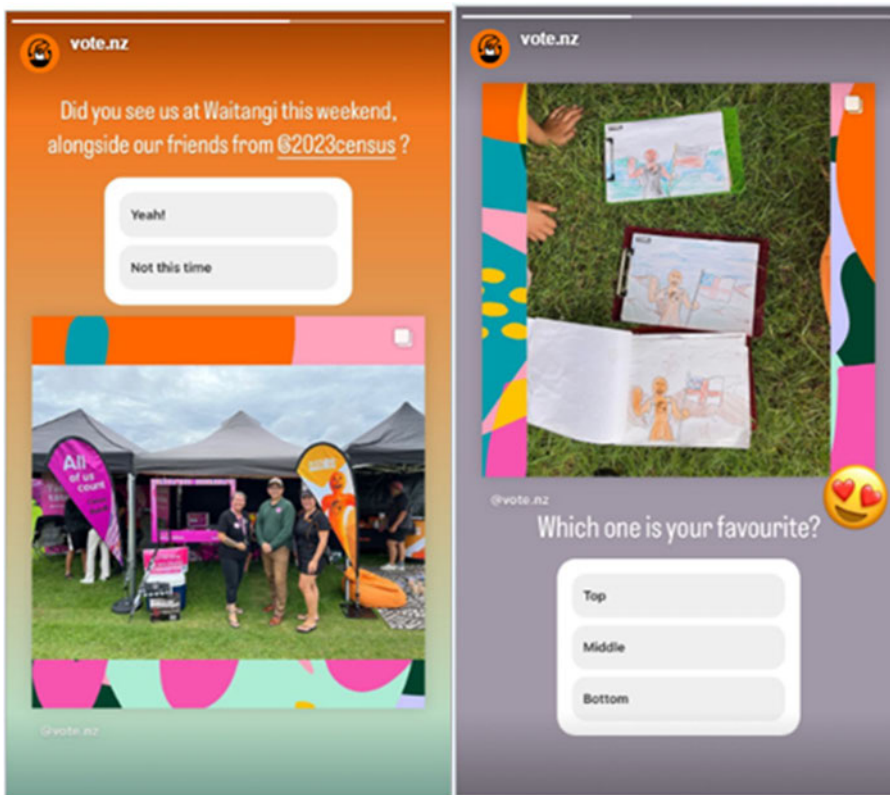 vote.nz
Did you see us at Waitangi this weekend,
alongside our friends from @2023census ?
Yeah!
Not this time
All
of us
count
@vote.nz
vote.nz
@vote.nz
Which one is your favourite?
Top
Middle
Bottom